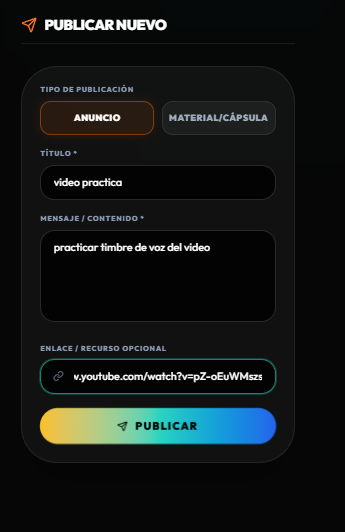 PUBLICAR NUEVO
TIPO DE PUBLICACIÓN
ANUNCIO MATERIAL/CÁPSULA
TÍTULO *
video practica
MENSAJE / CONTENIDO *
practicar timbre de voz del video
ENLACE / RECURSO OPCIONAL
v.youtube.com/watch?v=pZ-oEuWMszs
PUBLICAR